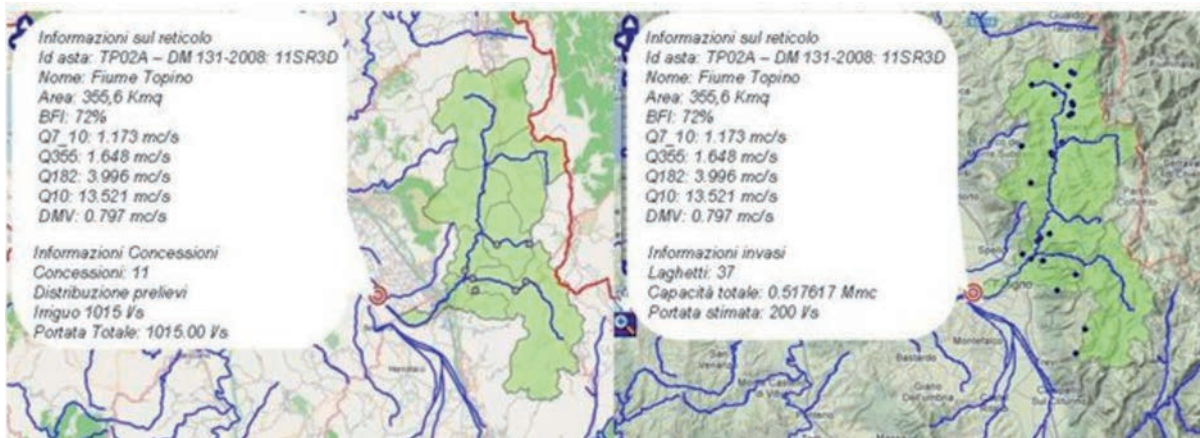 Informazioni sul reticolo
Id asta: TP02A – DM 131-2008: 11SR3D
Nome: Fiume Topino
Area: 355,6 Kmq
BFI: 72%
Q7_10: 1.173 mc/s
Q355: 1.648 mc/s
Q182: 3.996 mc/s
Q10: 13.521 mc/s
DMV: 0.797 mc/s
Informazioni Concessioni
Concessioni: 11
Distribuzione prelievi
Irriguo 1015 l/s
Portata Totale: 1015.00 l/s
Informazioni sul reticolo
Id asta: TP02A – DM 131-2008: 11SR3D
Nome: Fiume Topino
Area: 355,6 Kmq
BFI: 72%
Q7_10: 1.173 mc/s
Q355: 1.648 mc/s
Q182: 3.996 mc/s
Q10: 13.521 mc/s
DMV: 0.797 mc/s
Informazioni invasi
Laghetti: 37
Capacità totale: 0.517617 Mmc
Portata stimata: 200 l/s
Gualdo
Spello
Montefalco
Bastardo
Giano
Dell'umbria